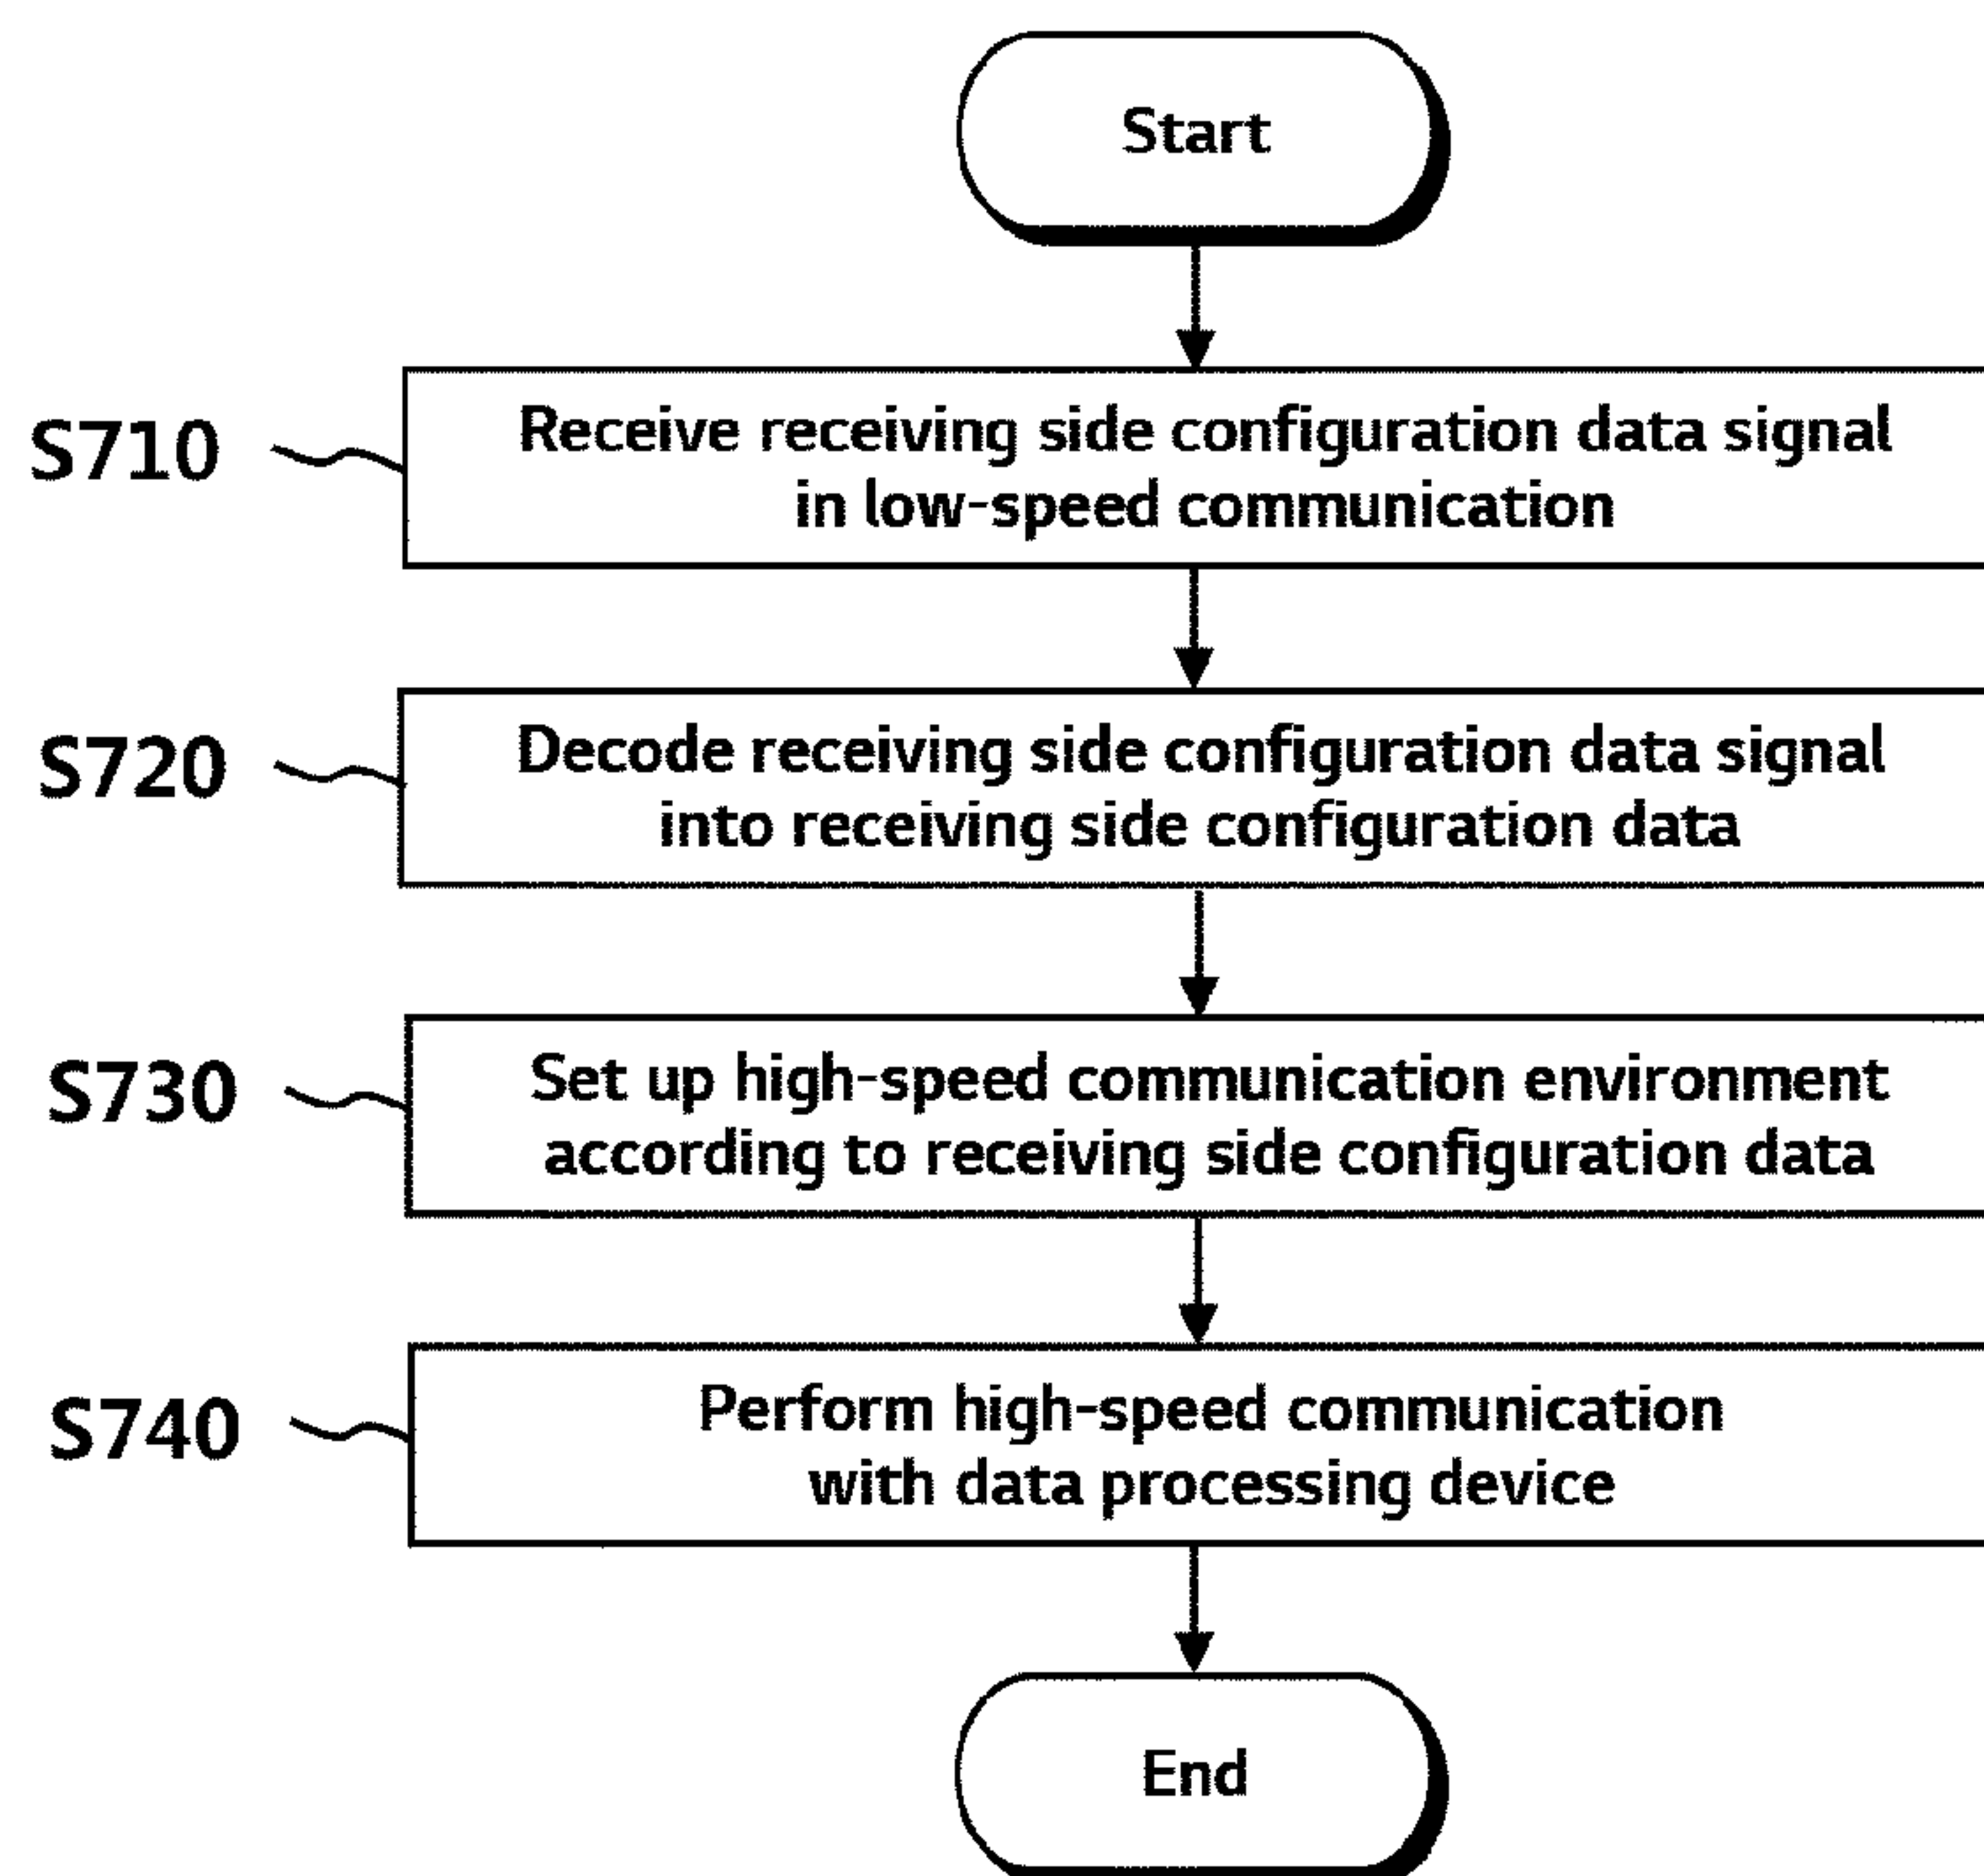 Start
S710
Receive receiving side configuration data signal
in low-speed communication
S720
Decode receiving side configuration data signal
into receiving side configuration data
S730
Set up high-speed communication environment
according to receiving side configuration data
S740
Perform high-speed communication
with data processing device
End